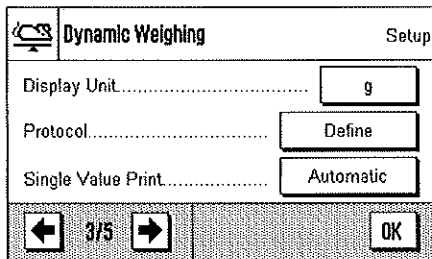 Dynamic Weighing Setup
Display Unit................................. g
Protocol............................... Define
Single Value Print................. Automatic
3/5 OK